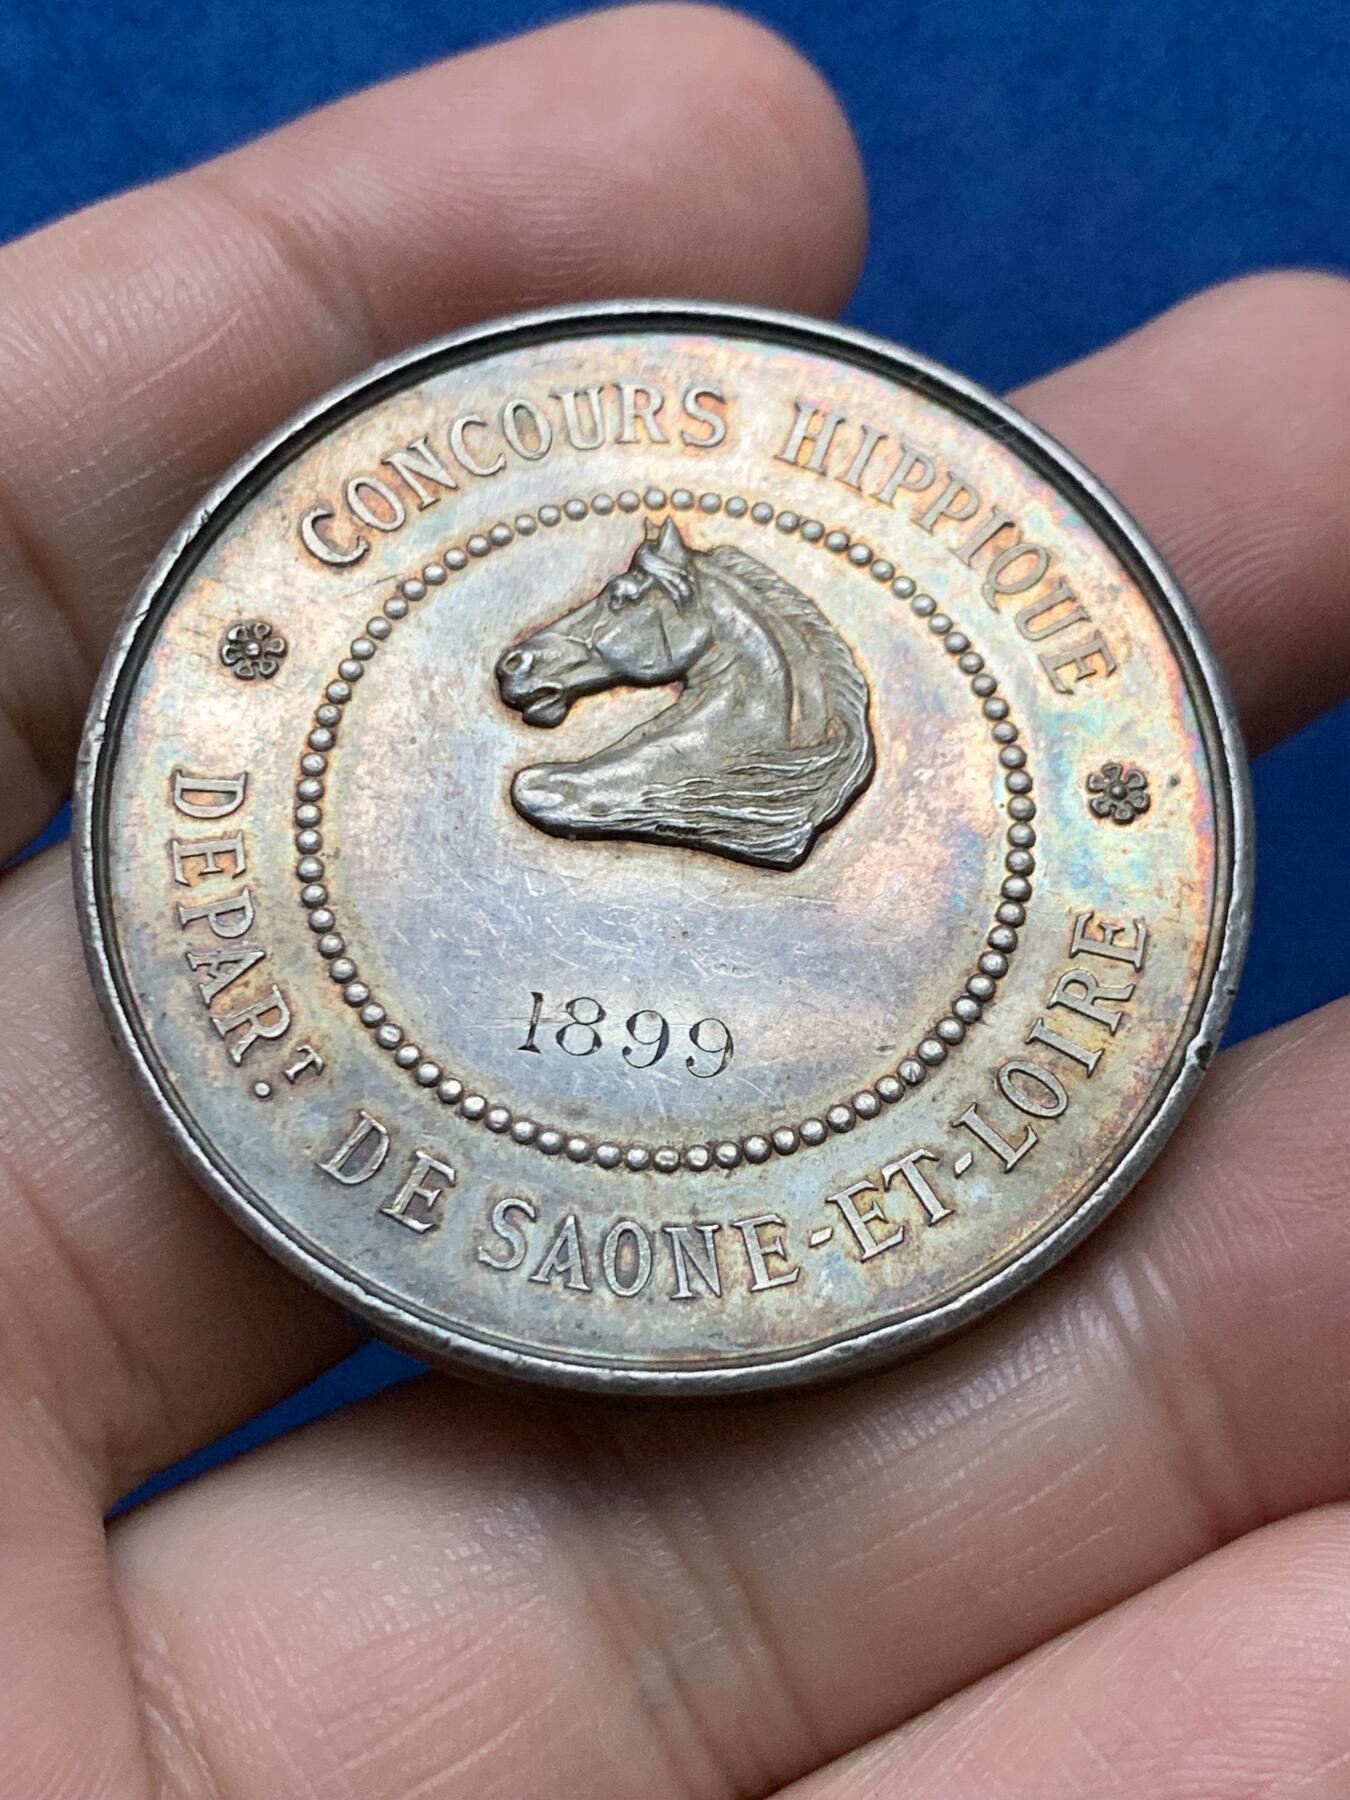 CONCOURS HIPPIQUE
1899
DEPART. DE SAONE-ET-LOIRE